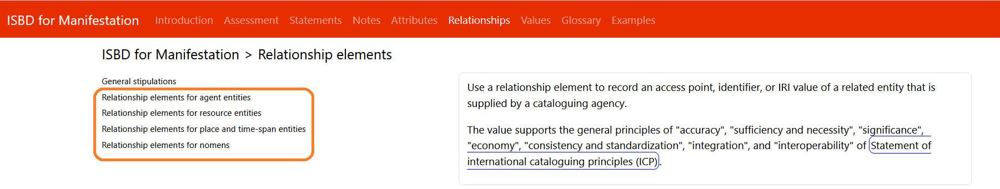 ISBD for Manifestation Introduction Assessment Statements Notes Attributes Relationships Values Glossary Examples
ISBD for Manifestation > Relationship elements
General stipulations
Relationship elements for agent entities
Relationship elements for resource entities
Relationship elements for place and time-span entities
Relationship elements for nomens
Use a relationship element to record an access point, identifier, or IRI value of a related entity that is
supplied by a cataloguing agency.
The value supports the general principles of "accuracy", "sufficiency and necessity", "significance",
"economy", "consistency and standardization", "integration", and "interoperability" of Statement of
international cataloguing principles (ICP).